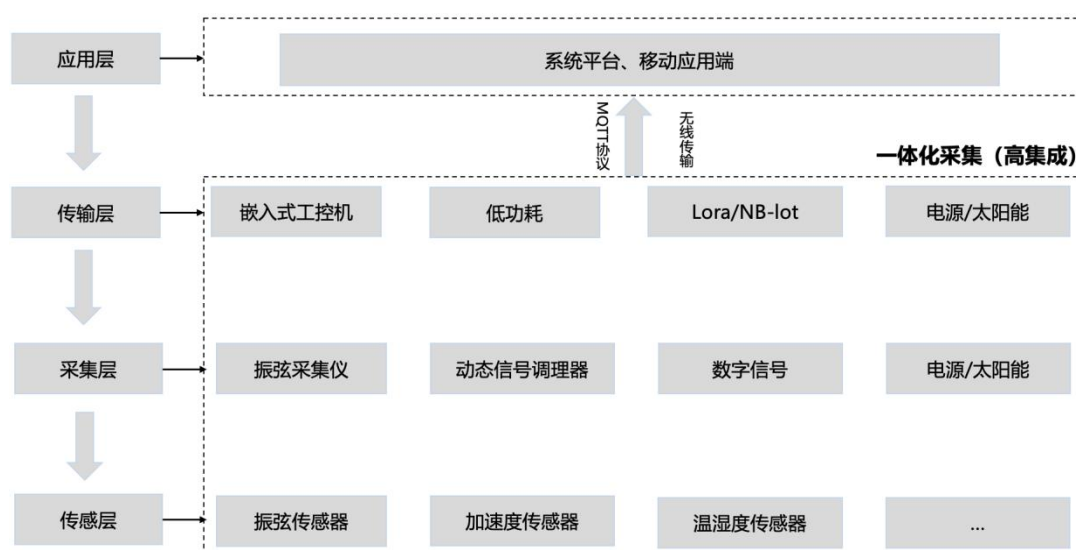 应用层
系统平台、移动应用端
MQTT协议
无线传输
一体化采集（高集成）
传输层
嵌入式工控机
低功耗
Lora/NB-lot
电源/太阳能
采集层
振弦采集仪
动态信号调理器
数字信号
电源/太阳能
传感层
振弦传感器
加速度传感器
温湿度传感器
...